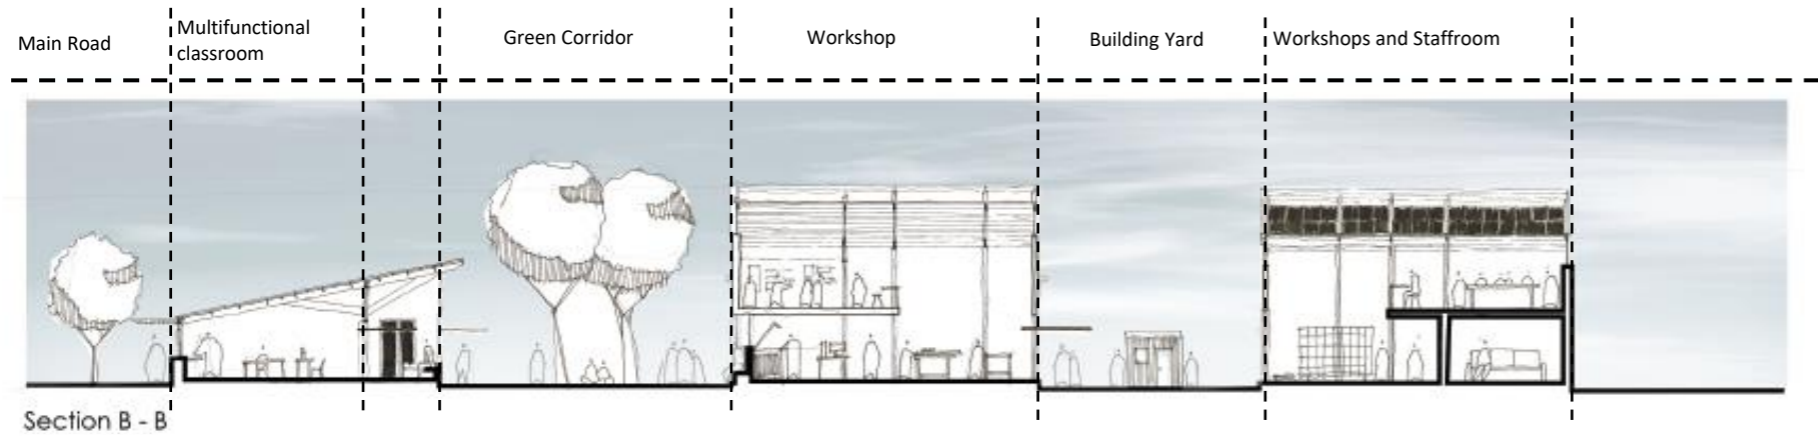 Main Road
Multifunctional
classroom
Green Corridor
Workshop
Building Yard
Workshops and Staffroom
Section B - B